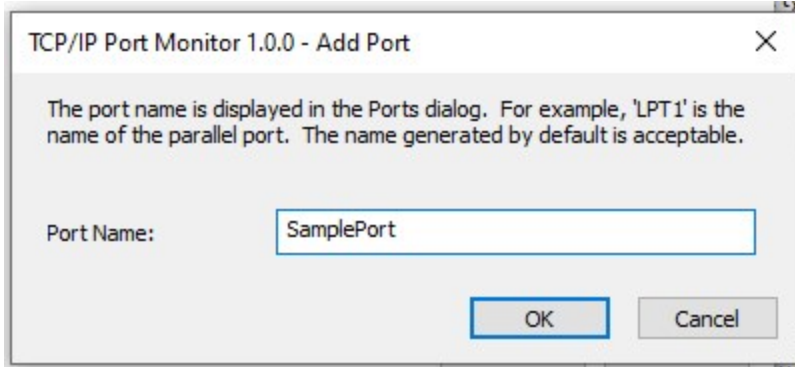 TCP/IP Port Monitor 1.0.0 - Add Port
The port name is displayed in the Ports dialog.  For example, 'LPT1' is the
name of the parallel port.  The name generated by default is acceptable.
Port Name:
SamplePort
OK
Cancel